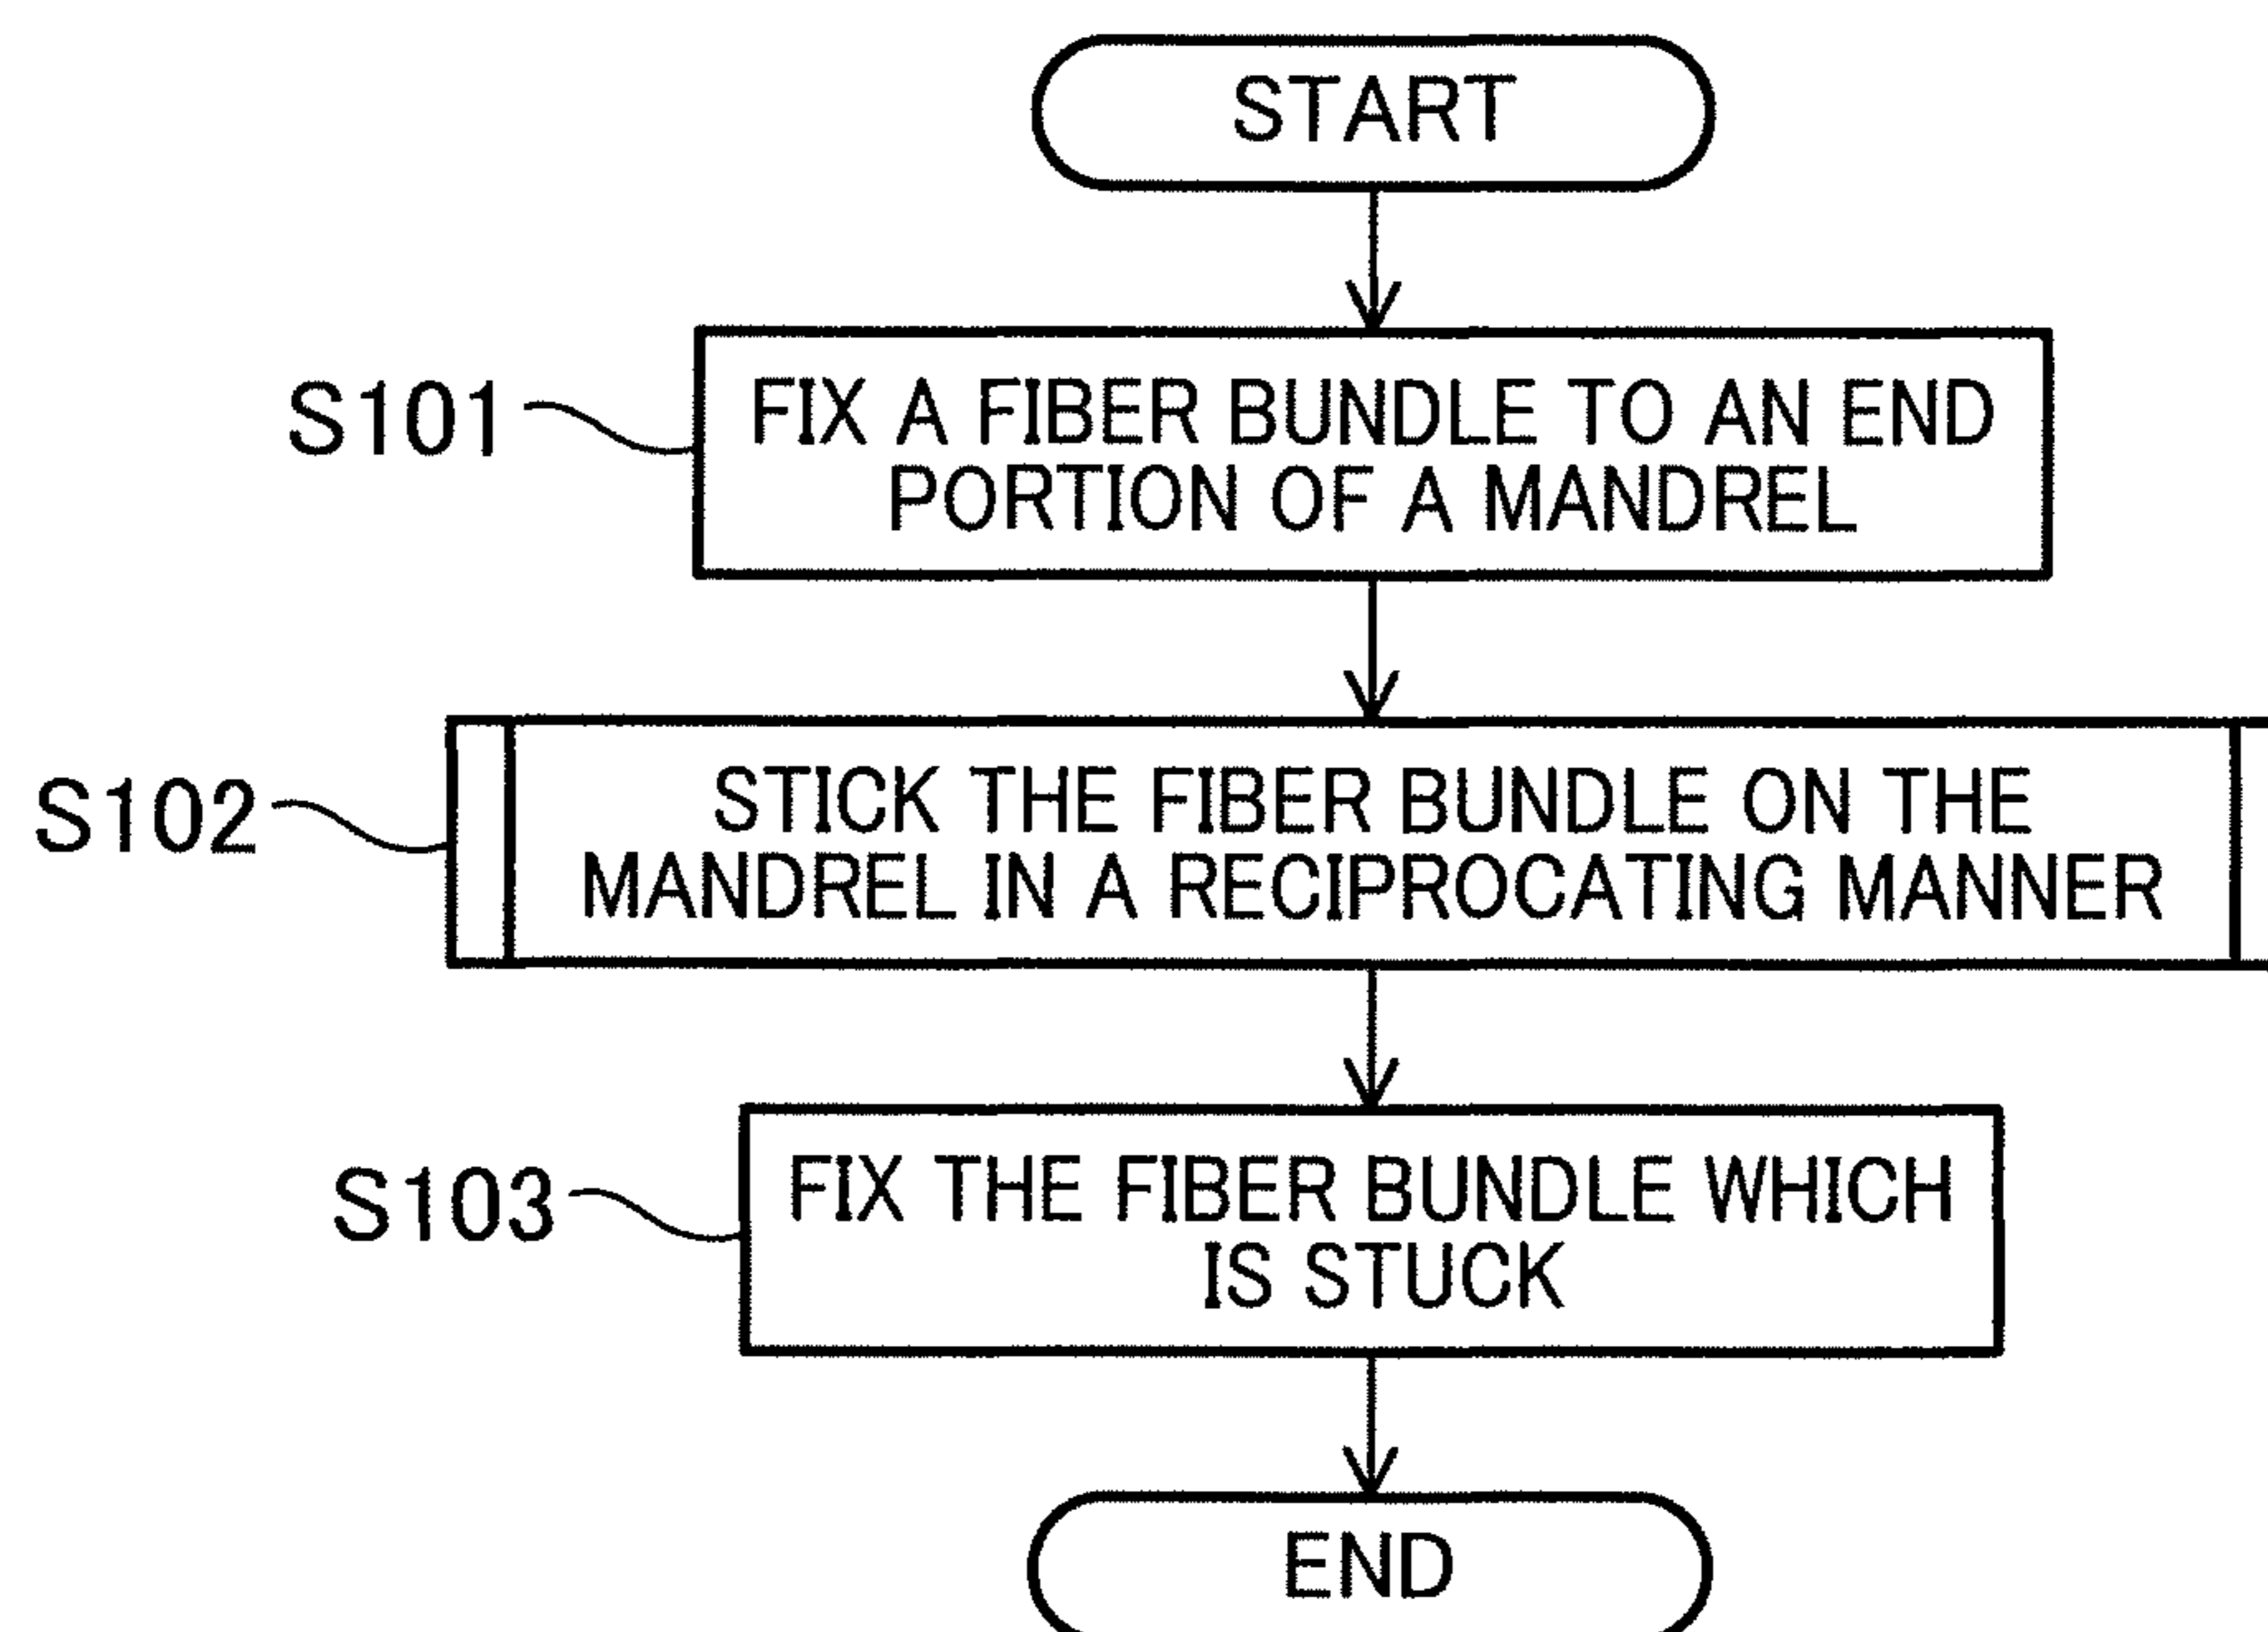 START
S101
FIX A FIBER BUNDLE TO AN END
PORTION OF A MANDREL
S102
STICK THE FIBER BUNDLE ON THE
MANDREL IN A RECIPROCATING MANNER
S103
FIX THE FIBER BUNDLE WHICH
IS STUCK
END